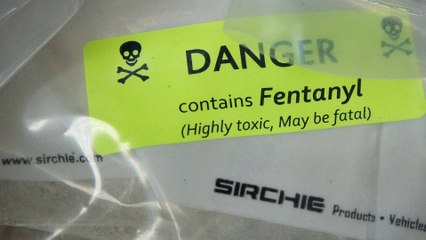 DANGER
contains Fentanyl
(Highly toxic, May be fatal)
www.sirchie.com
SIRCHIE Products • Vehicles